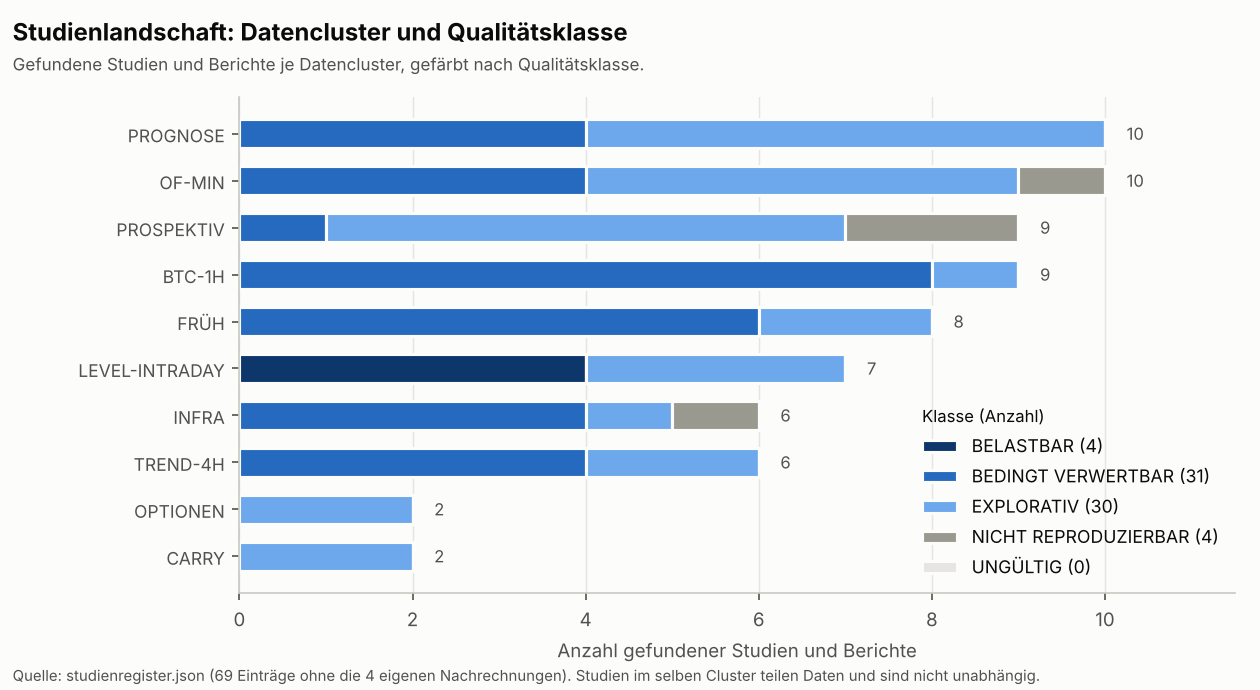 Studienlandschaft: Datencluster und Qualitätsklasse
Gefundene Studien und Berichte je Datencluster, gefärbt nach Qualitätsklasse.
PROGNOSE 10
OF-MIN 10
PROSPEKTIV 9
BTC-1H 9
FRÜH 8
LEVEL-INTRADAY 7
INFRA 6
TREND-4H 6
OPTIONEN 2
CARRY 2
Klasse (Anzahl)
BELASTBAR (4)
BEDINGT VERWERTBAR (31)
EXPLORATIV (30)
NICHT REPRODUZIERBAR (4)
UNGÜLTIG (0)
0 2 4 6 8 10
Anzahl gefundener Studien und Berichte
Quelle: studienregister.json (69 Einträge ohne die 4 eigenen Nachrechnungen). Studien im selben Cluster teilen Daten und sind nicht unabhängig.